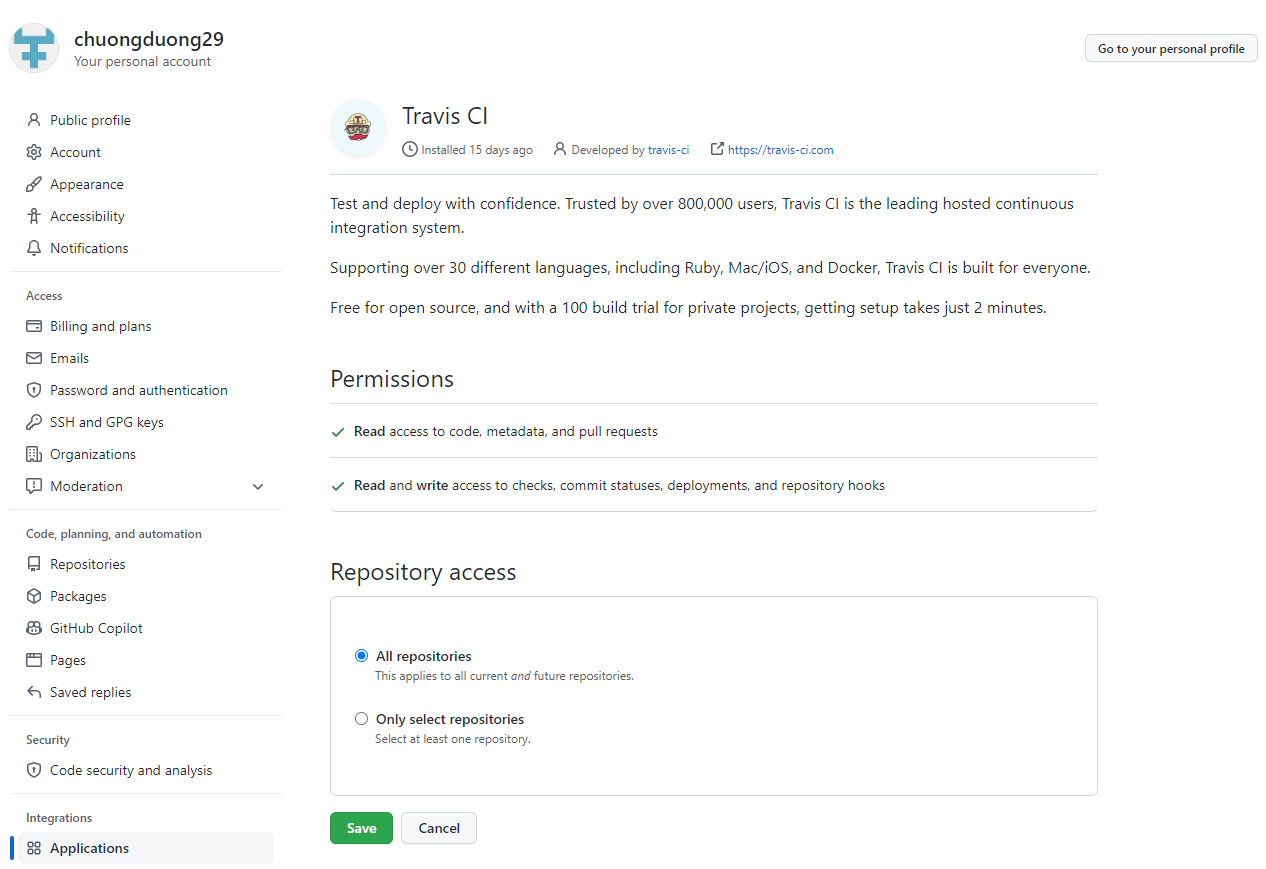 chuongduong29
Your personal account
Go to your personal profile
Public profile
Account
Appearance
Accessibility
Notifications
Access
Billing and plans
Emails
Password and authentication
SSH and GPG keys
Organizations
Moderation
Code, planning, and automation
Repositories
Packages
GitHub Copilot
Pages
Saved replies
Security
Code security and analysis
Integrations
Applications
Travis CI
Installed 15 days ago Developed by travis-ci https://travis-ci.com
Test and deploy with confidence. Trusted by over 800,000 users, Travis CI is the leading hosted continuous
integration system.
Supporting over 30 different languages, including Ruby, Mac/iOS, and Docker, Travis CI is built for everyone.
Free for open source, and with a 100 build trial for private projects, getting setup takes just 2 minutes.
Permissions
Read access to code, metadata, and pull requests
Read and write access to checks, commit statuses, deployments, and repository hooks
Repository access
All repositories
This applies to all current and future repositories.
Only select repositories
Select at least one repository.
Save Cancel